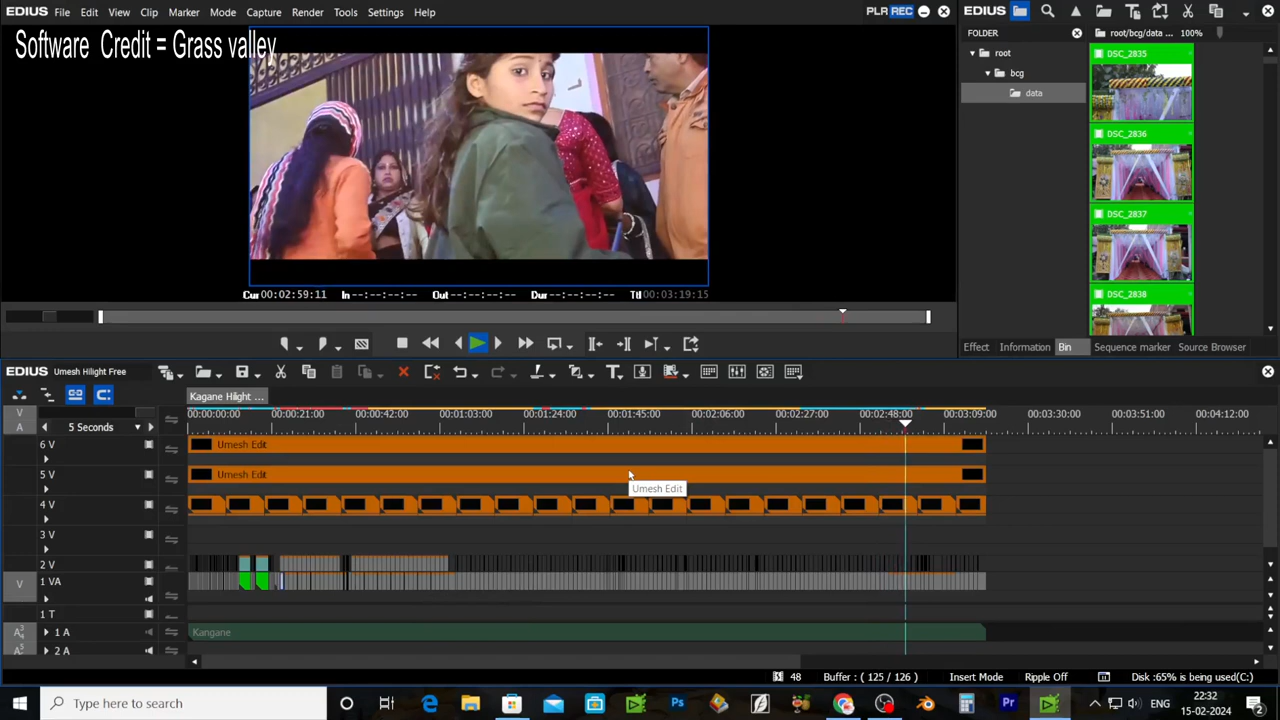 File Edit View Clip Marker Mode Capture Render Tools Settings Help
PLR REC
Software Credit = Grass valley
Cur 00:02:59:11 In --:--:--:-- Out --:--:--:-- Dur --:--:--:-- Ttl 00:03:19:15
EDIUS
FOLDER
root/bcg/data ... 100%
root
bcg
data
DSC_2835
DSC_2836
DSC_2837
DSC_2838
Effect Information Bin Sequence marker Source Browser
EDIUS Umesh Hilight Free
Kagane Hilight ...
V
A
5 Seconds
00:00:00:00 00:00:21:00 00:00:42:00 00:01:03:00 00:01:24:00 00:01:45:00 00:02:06:00 00:02:27:00 00:02:48:00 00:03:09:00 00:03:30:00 00:03:51:00 00:04:12:00
6 V Umesh Edit
5 V Umesh Edit
Umesh Edit
4 V
3 V
2 V
V 1 VA
1 T
1 A Kangane
2 A
48 Buffer : ( 125 / 126 ) Insert Mode Ripple Off Disk :65% is being used(C:)
Type here to search
Ps
Pr
ENG
22:32
15-02-2024
2